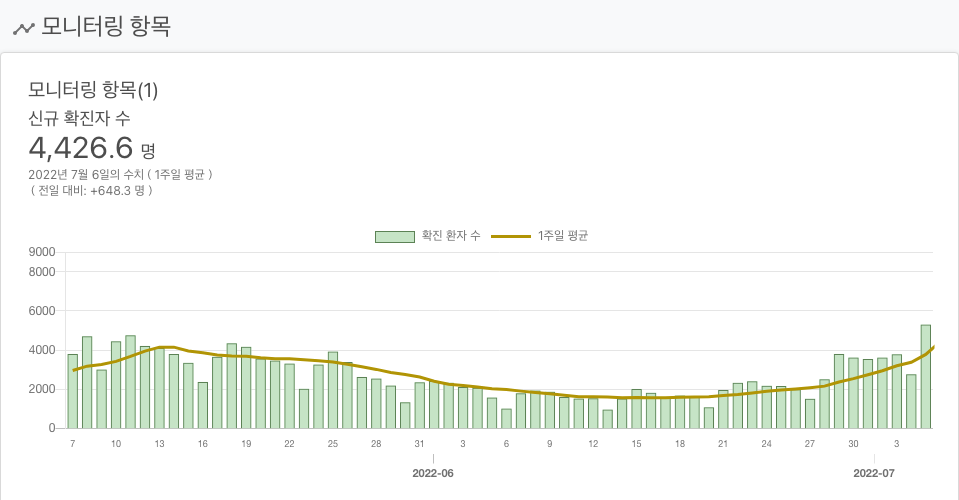 모니터링 항목
모니터링 항목(1)
신규 확진자 수
4,426.6 명
2022년 7월 6일의 수치 ( 1주일 평균 )
( 전일 대비: +648.3 명 )
확진 환자 수 1주일 평균
9000
8000
6000
4000
2000
0
7 10 13 16 19 22 25 28 31 3 6 9 12 15 18 21 24 27 30 3
2022-06 2022-07